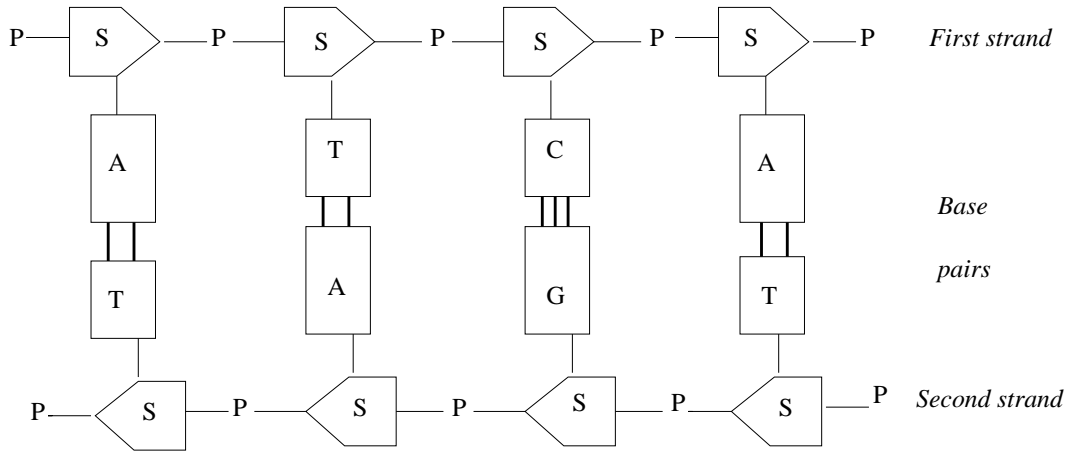 P S P S P S P S P First strand
A T C A
Base
pairs
T A G T
P S P S P S P S P Second strand